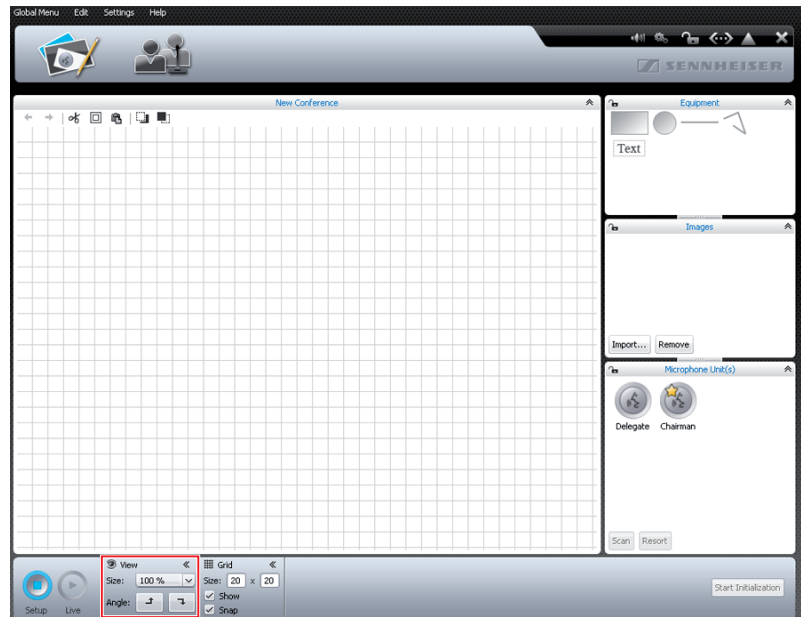 Global Menu Edit Settings Help
SENNHEISER
New Conference
Equipment
Text
Images
Import... Remove
Microphone Unit(s)
Delegate Chairman
Scan Resort
View Grid
Size: 100 % Size: 20 x 20
Angle: Show
Snap
Setup Live
Start Initialization